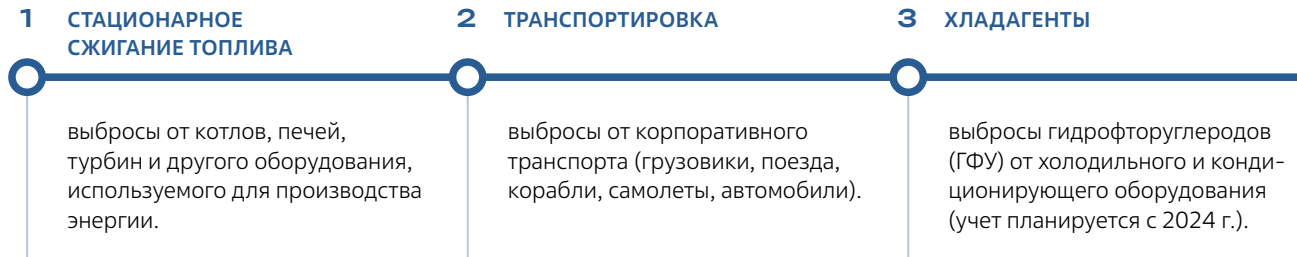 1 СТАЦИОНАРНОЕ
СЖИГАНИЕ ТОПЛИВА
выбросы от котлов, печей,
турбин и другого оборудования,
используемого для производства
энергии.
2 ТРАНСПОРТИРОВКА
выбросы от корпоративного
транспорта (грузовики, поезда,
корабли, самолеты, автомобили).
3 ХЛАДАГЕНТЫ
выбросы гидрофторуглеродов
(ГФУ) от холодильного и конди-
ционирующего оборудования
(учет планируется с 2024 г.).